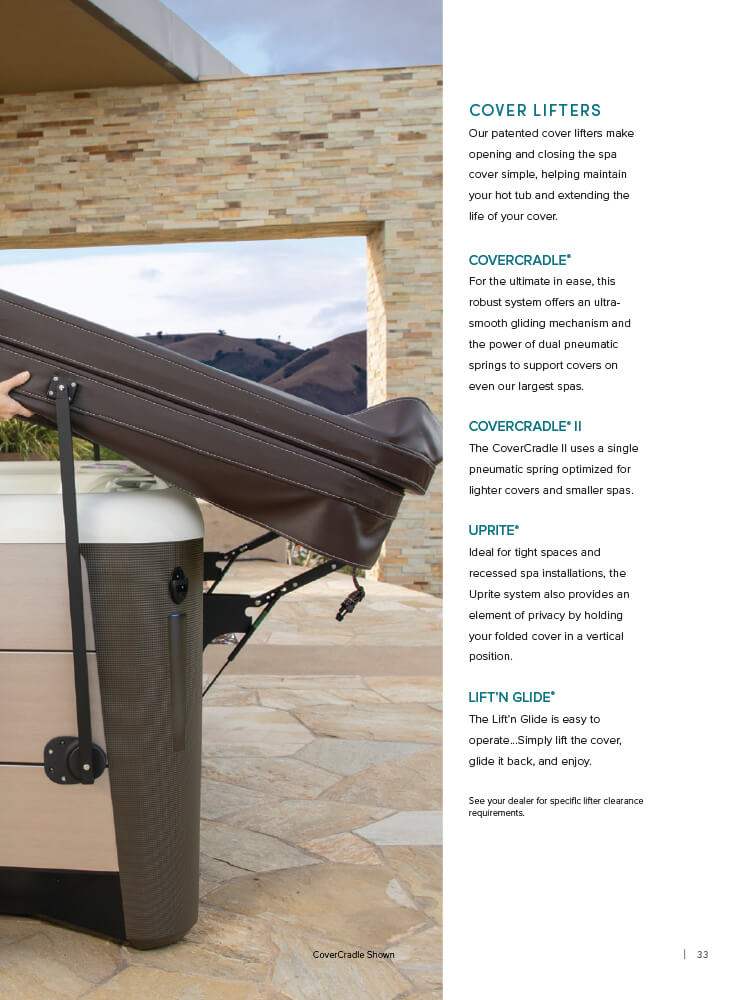 COVER LIFTERS
Our patented cover lifters make
opening and closing the spa
cover simple, helping maintain
your hot tub and extending the
life of your cover.
COVERCRADLE®
For the ultimate in ease, this
robust system offers an ultra-
smooth gliding mechanism and
the power of dual pneumatic
springs to support covers on
even our largest spas.
COVERCRADLE® II
The CoverCradle II uses a single
pneumatic spring optimized for
lighter covers and smaller spas.
UPRITE®
Ideal for tight spaces and
recessed spa installations, the
Uprite system also provides an
element of privacy by holding
your folded cover in a vertical
position.
LIFT’N GLIDE®
The Lift’n Glide is easy to
operate...Simply lift the cover,
glide it back, and enjoy.
See your dealer for specific lifter clearance
requirements.
CoverCradle Shown
| 33